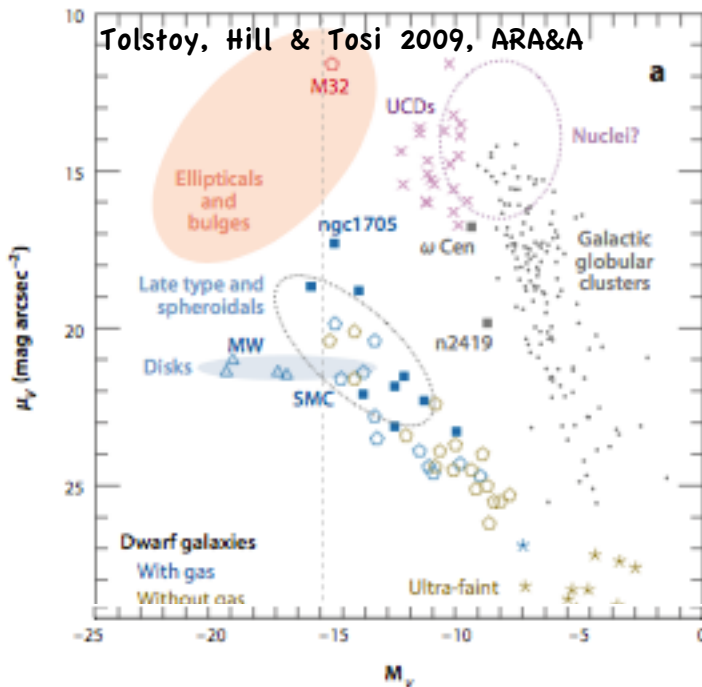 Tolstoy, Hill & Tosi 2009, ARA&A
a
M32
UCDs
Nuclei?
Ellipticals
and
bulges
ngc1705
ω Cen
Galactic
globular
clusters
Late type and
spheroidals
MW
n2419
Disks
SMC
Dwarf galaxies
With gas
Without gas
Ultra-faint
10
15
20
25
μV (mag arcsec−2)
−25
−20
−15
−10
−5
0
MV